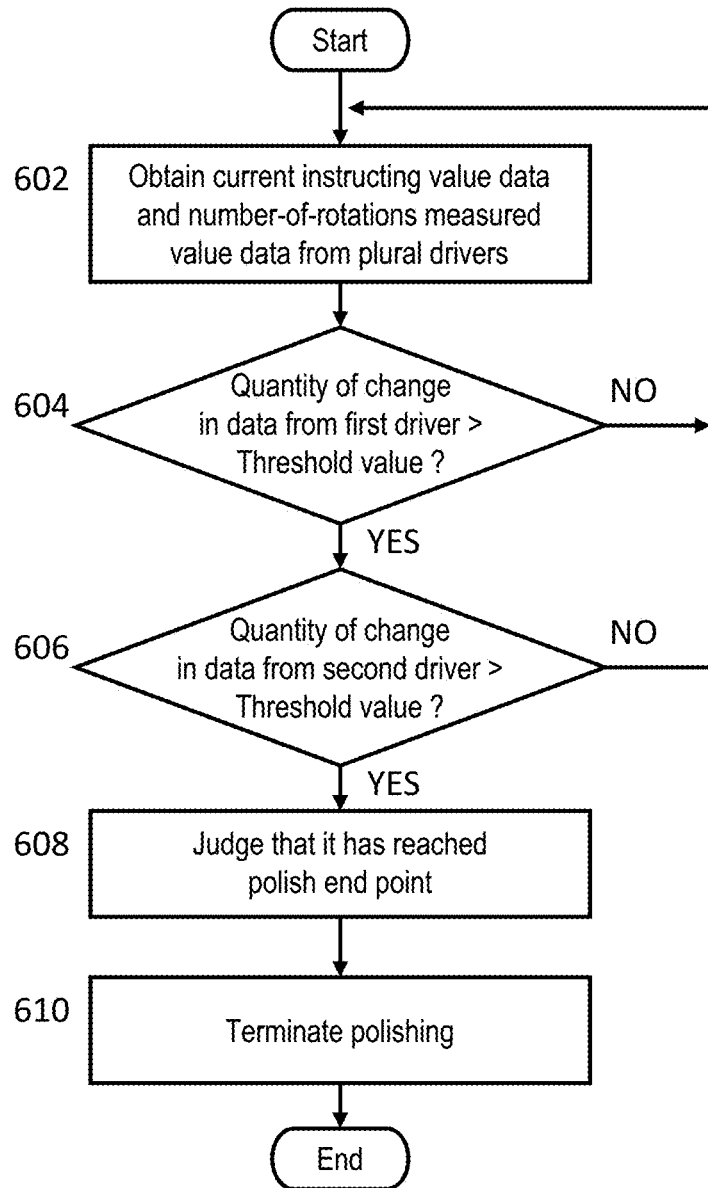 Start
602
Obtain current instructing value data
and number-of-rotations measured
value data from plural drivers
604
Quantity of change
in data from first driver >
Threshold value ?
NO
YES
606
Quantity of change
in data from second driver >
Threshold value ?
NO
YES
608
Judge that it has reached
polish end point
610
Terminate polishing
End